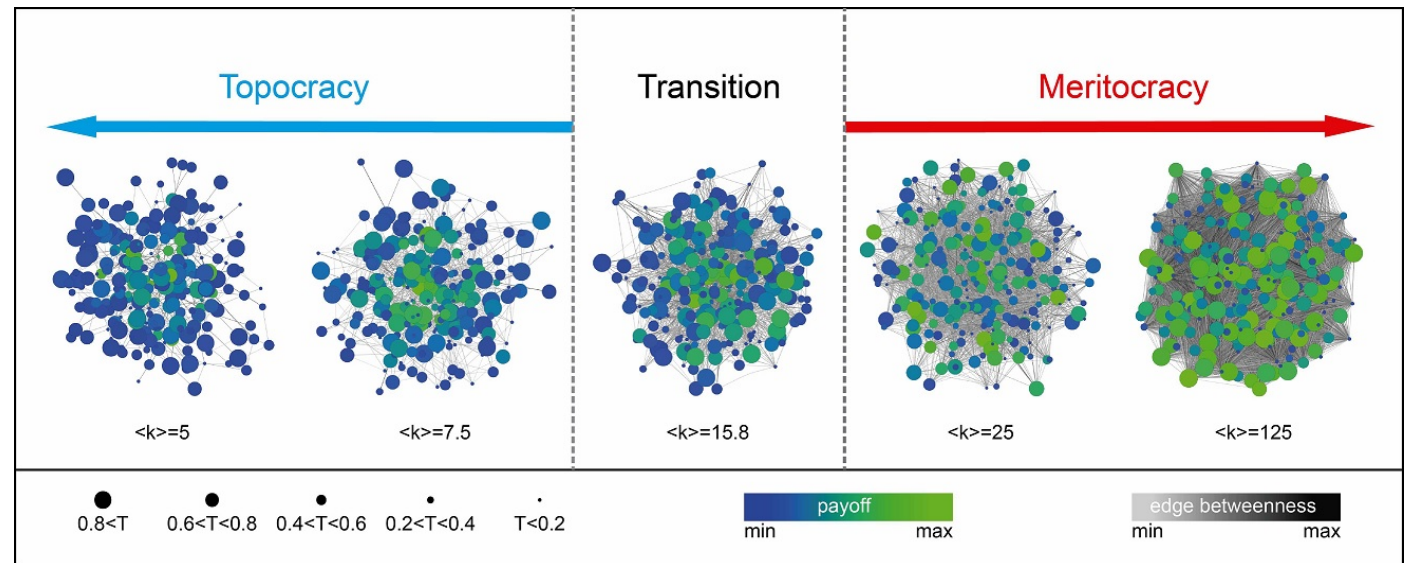 Topocracy
Transition
Meritocracy
<k>=5
<k>=7.5
<k>=15.8
<k>=25
<k>=125
0.8<T
0.6<T<0.8
0.4<T<0.6
0.2<T<0.4
T<0.2
payoff
min
max
edge betweenness
min
max